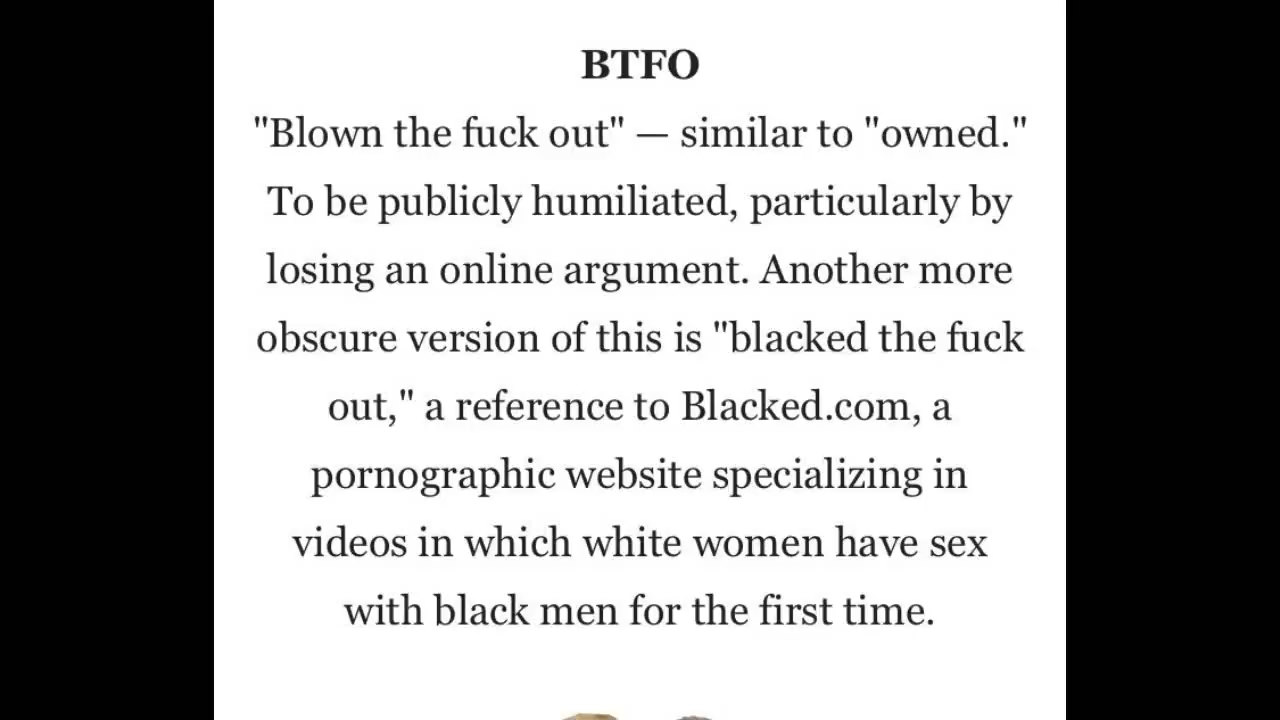 BTFO
"Blown the fuck out" — similar to "owned."
To be publicly humiliated, particularly by
losing an online argument. Another more
obscure version of this is "blacked the fuck
out," a reference to Blacked.com, a
pornographic website specializing in
videos in which white women have sex
with black men for the first time.